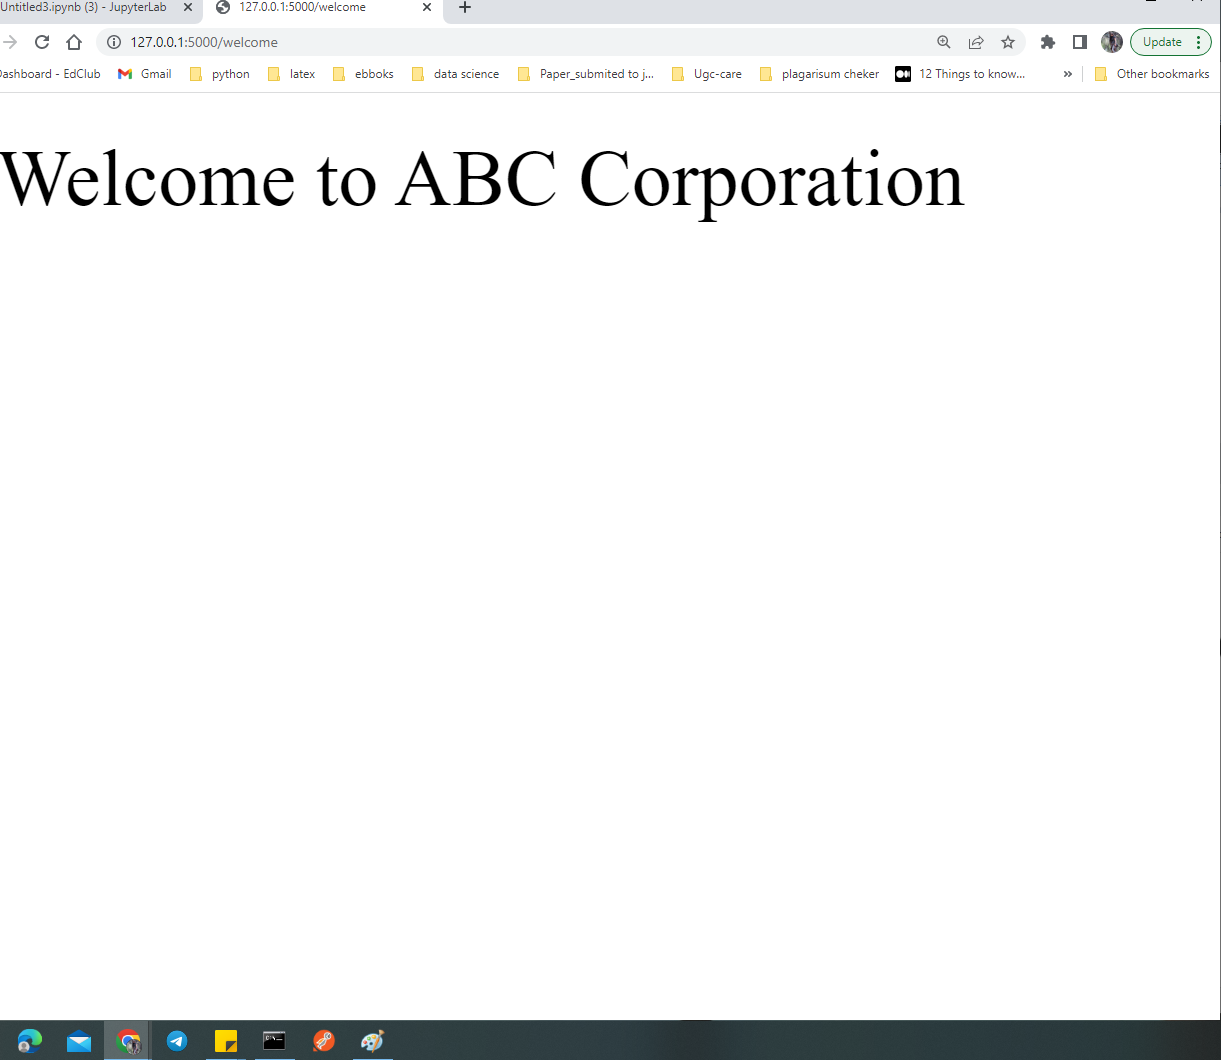 Untitled3.ipynb (3) - JupyterLab
127.0.0.1:5000/welcome
127.0.0.1:5000/welcome
Update
Dashboard - EdClub
Gmail
python
latex
ebboks
data science
Paper_submited to j...
Ugc-care
plagarisum cheker
12 Things to know...
»
Other bookmarks
Welcome to ABC Corporation